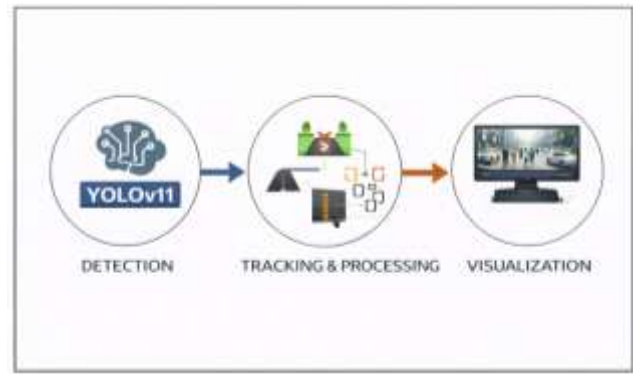 YOLOv11
DETECTION
TRACKING & PROCESSING
VISUALIZATION